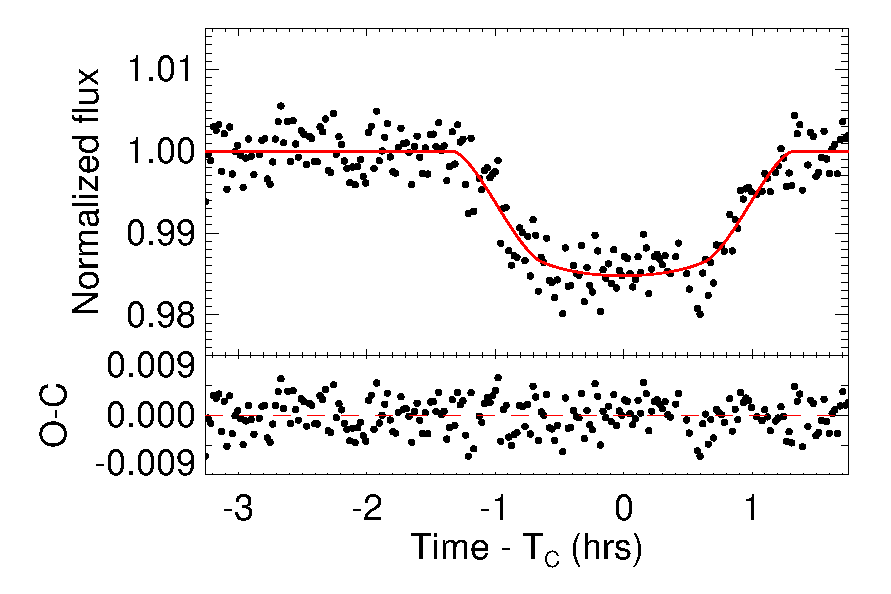 1.01
1.00
0.99
0.98
Normalized flux
0.009
0.000
-0.009
O-C
-3 -2 -1 0 1
Time - T_C (hrs)